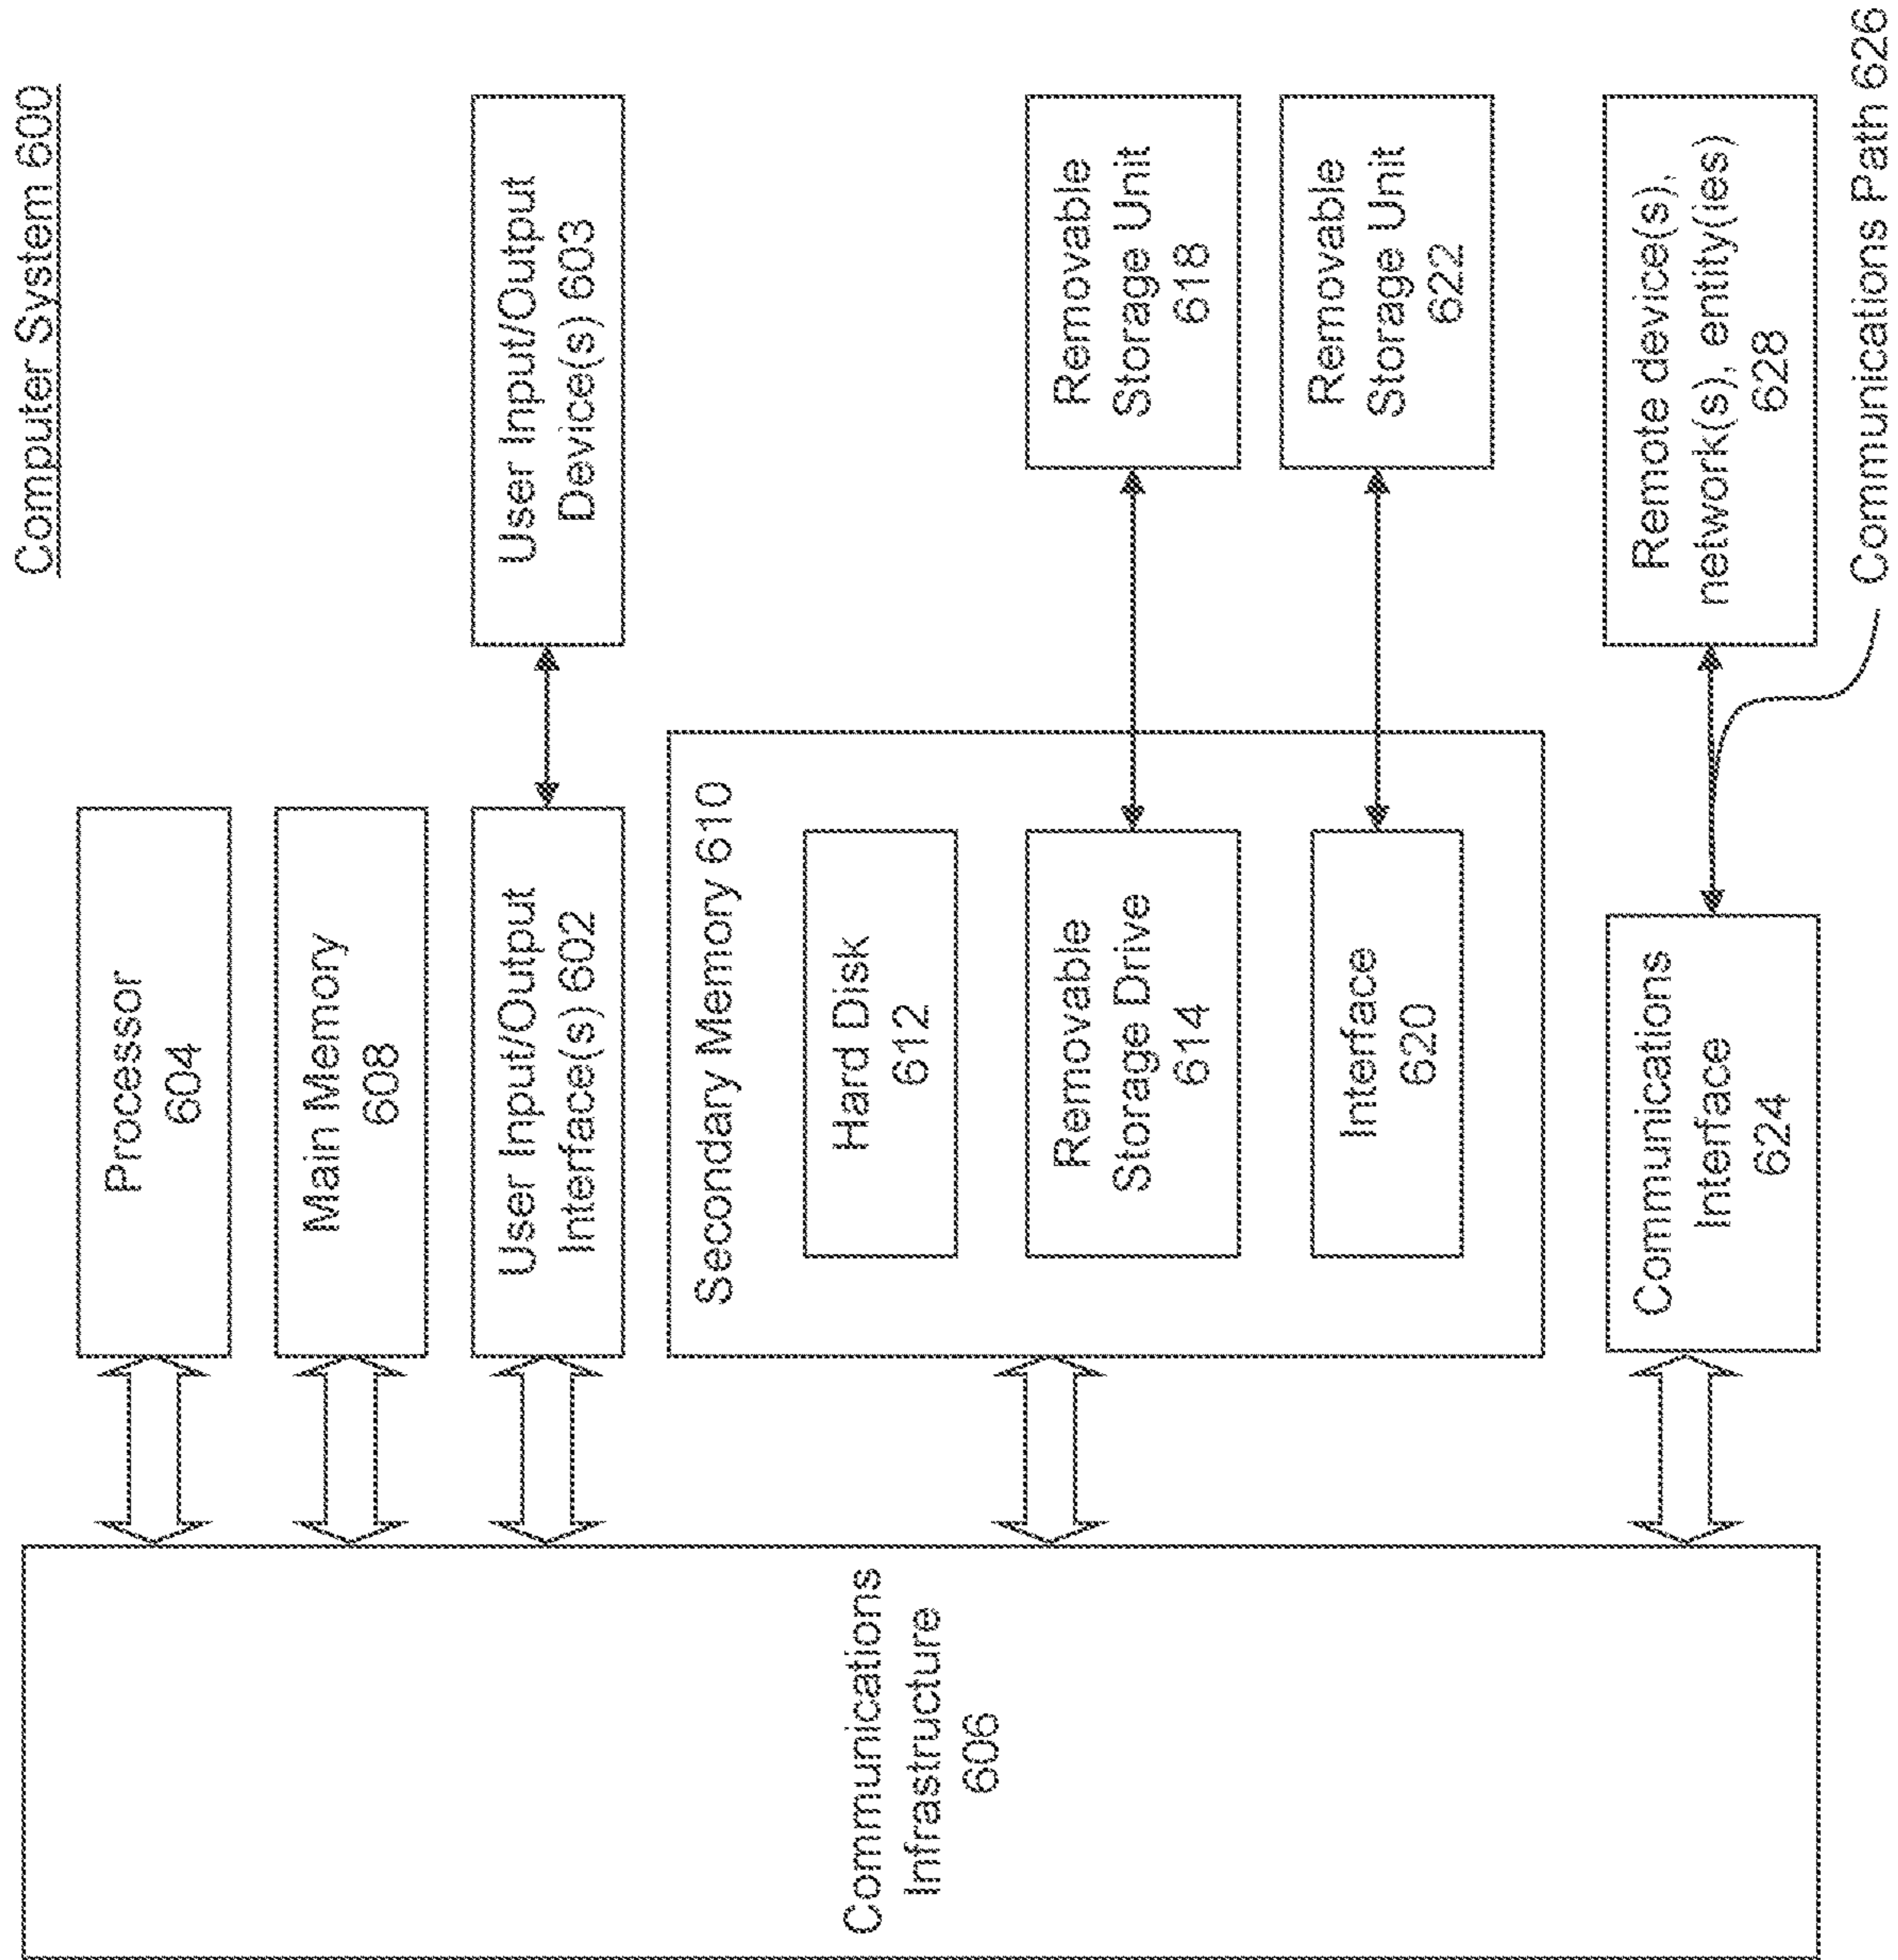 Computer System 600
Processor
604
Main Memory
608
User Input/Output
Interface(s) 602
User Input/Output
Device(s) 603
Secondary Memory 610
Hard Disk
612
Removable
Storage Drive
614
Removable
Storage Unit
618
Interface
620
Removable
Storage Unit
622
Communications
Infrastructure
606
Communications
Interface
624
Remote device(s),
network(s), entity(ies)
628
Communications Path 626